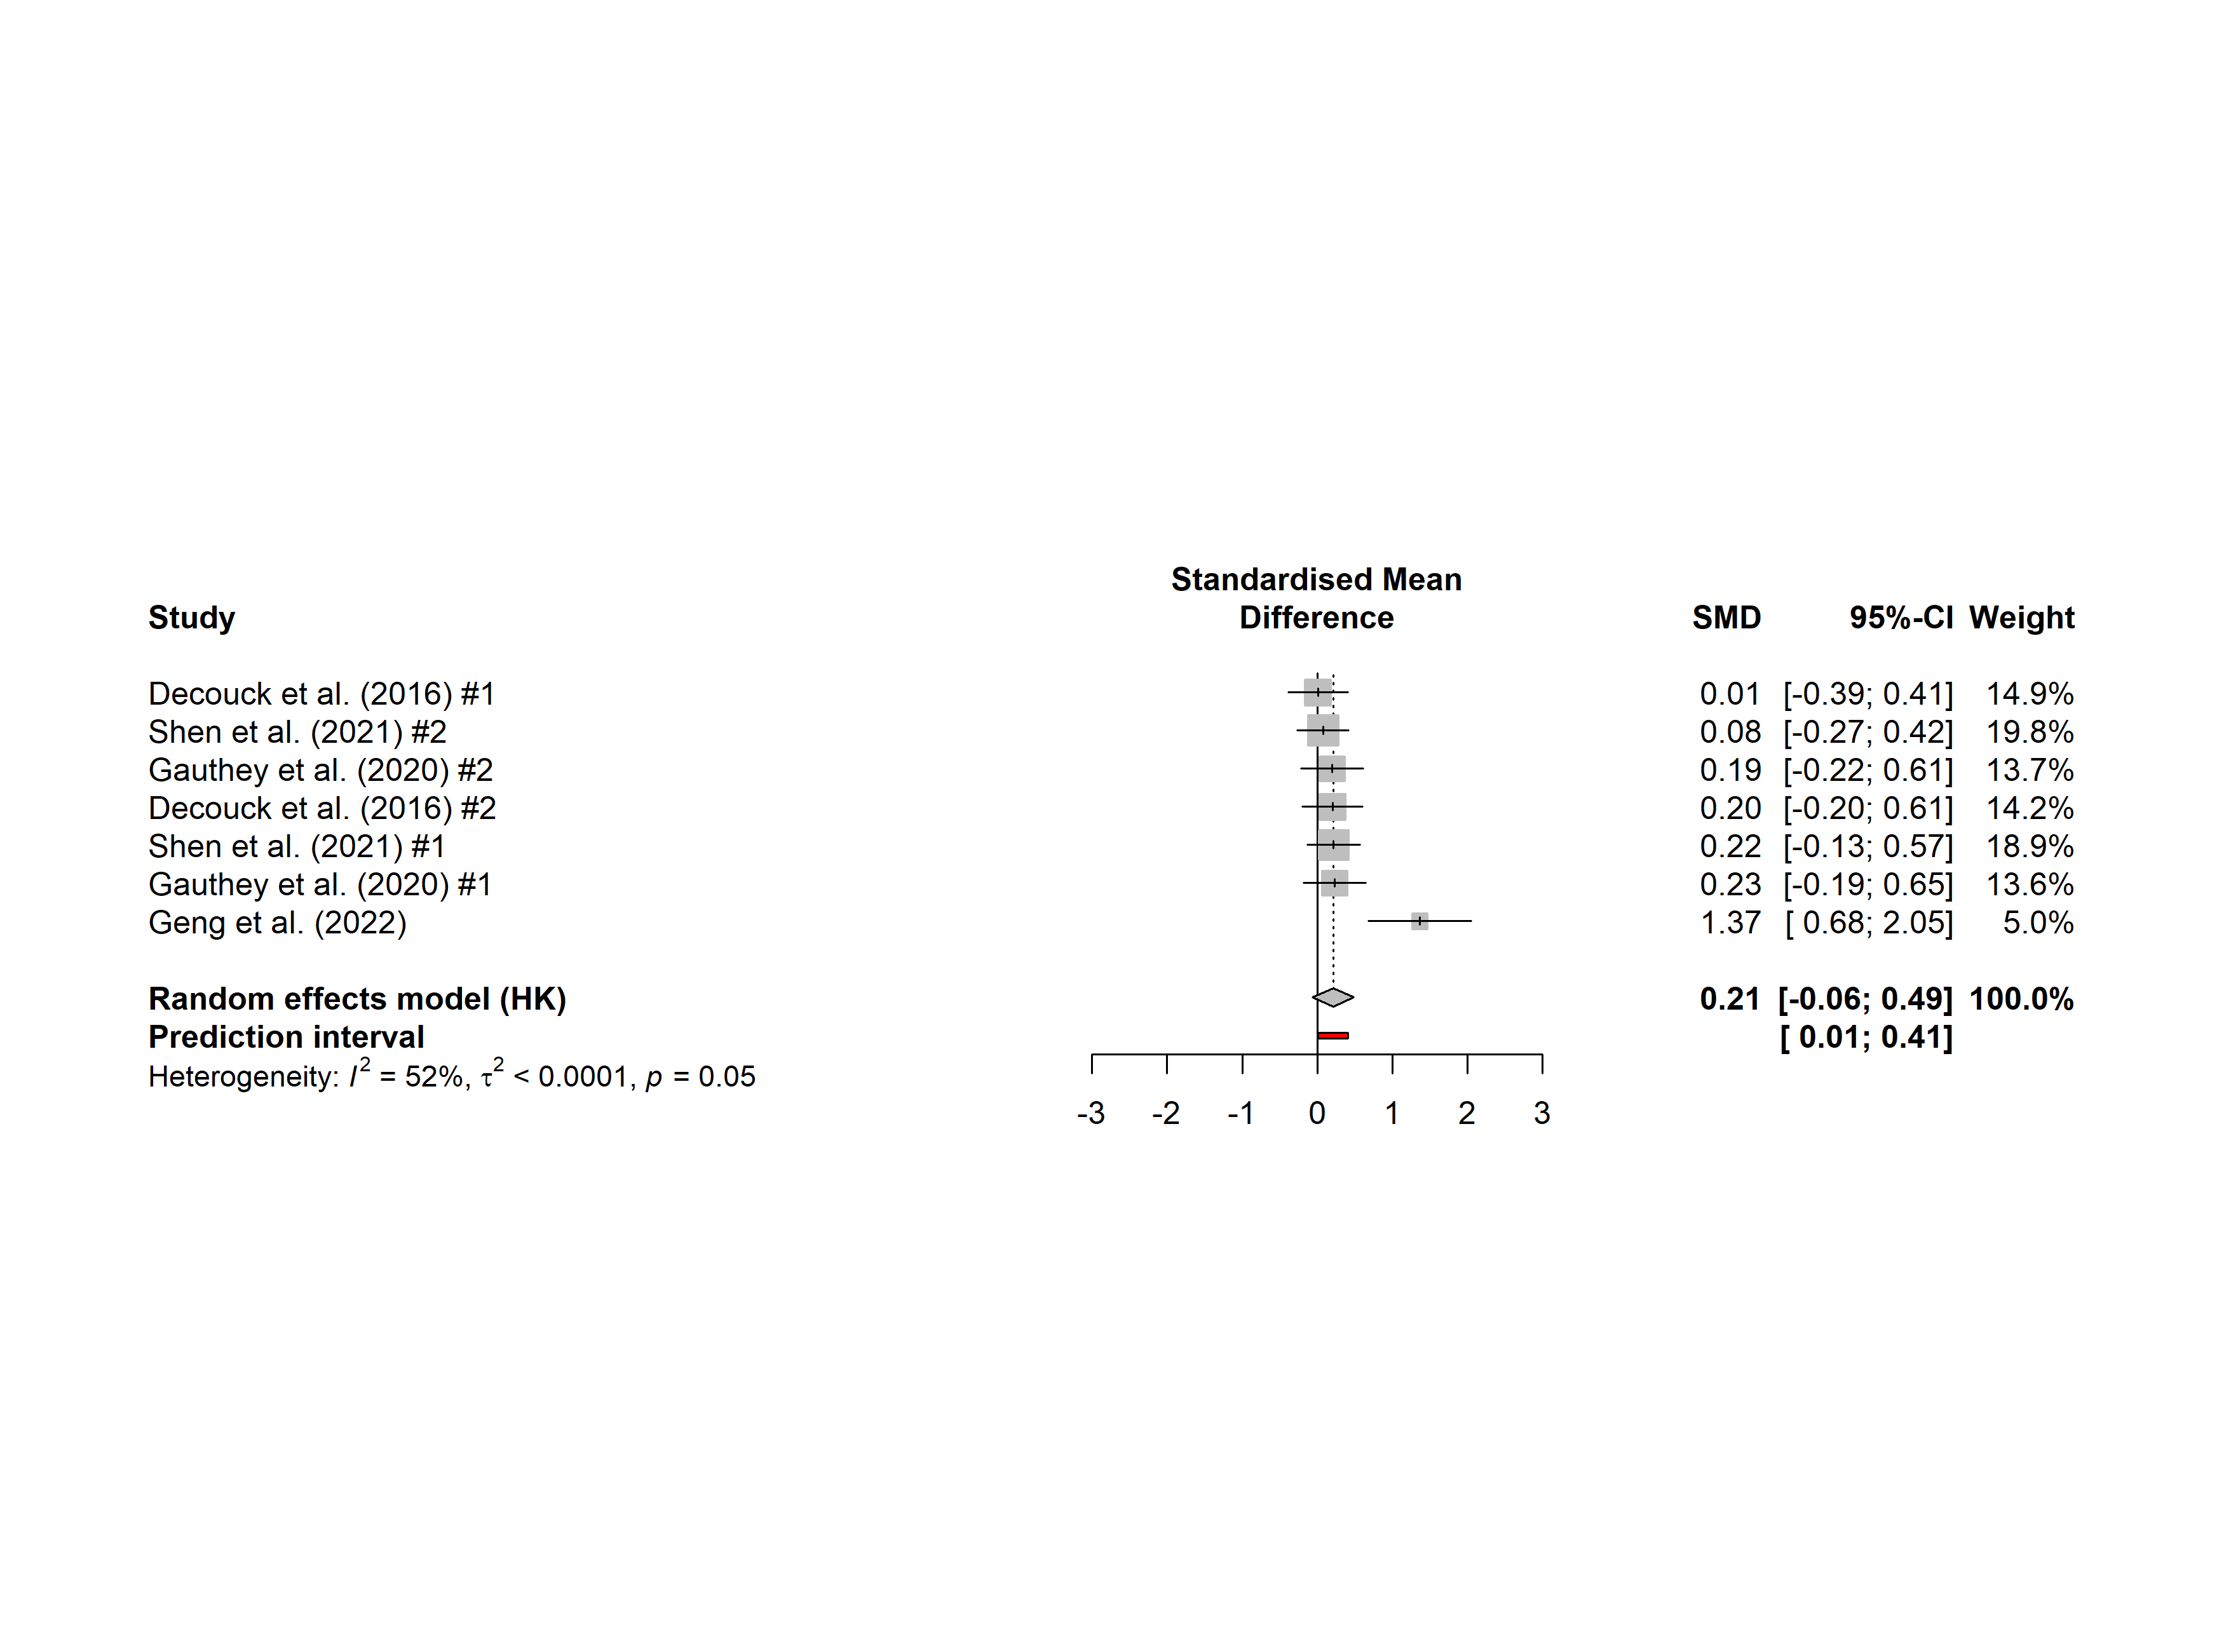 Standardised Mean
Study Difference SMD 95%-CI Weight
Decouck et al. (2016) #1 0.01 [-0.39; 0.41] 14.9%
Shen et al. (2021) #2 0.08 [-0.27; 0.42] 19.8%
Gauthey et al. (2020) #2 0.19 [-0.22; 0.61] 13.7%
Decouck et al. (2016) #2 0.20 [-0.20; 0.61] 14.2%
Shen et al. (2021) #1 0.22 [-0.13; 0.57] 18.9%
Gauthey et al. (2020) #1 0.23 [-0.19; 0.65] 13.6%
Geng et al. (2022) 1.37 [ 0.68; 2.05] 5.0%
Random effects model (HK) 0.21 [-0.06; 0.49] 100.0%
Prediction interval [ 0.01; 0.41]
Heterogeneity: I² = 52%, τ² < 0.0001, p = 0.05
-3 -2 -1 0 1 2 3